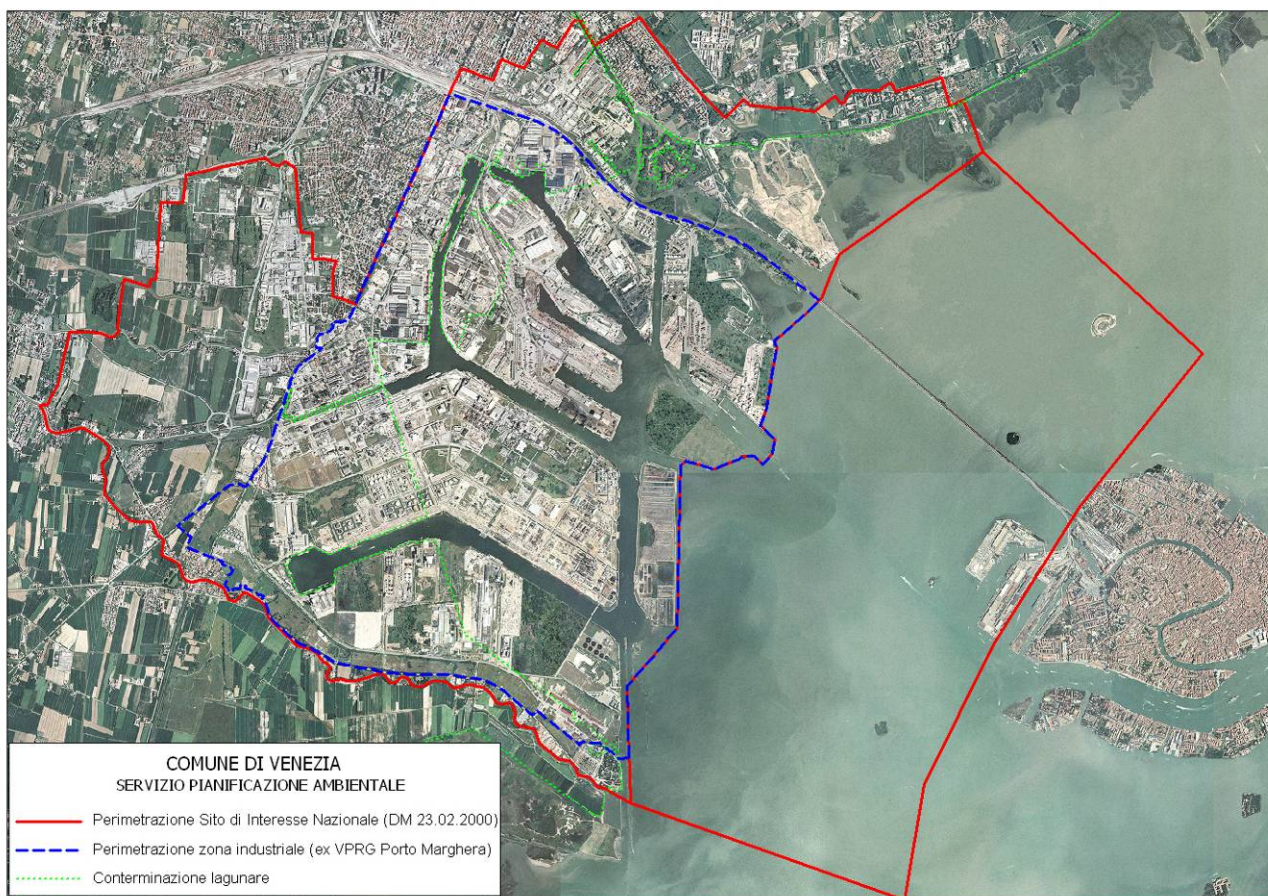 COMUNE DI VENEZIA
SERVIZIO PIANIFICAZIONE AMBIENTALE
Perimetrazione Sito di Interesse Nazionale (DM 23.02.2000)
Perimetrazione zona industriale (ex VPRG Porto Marghera)
Conterminazione lagunare